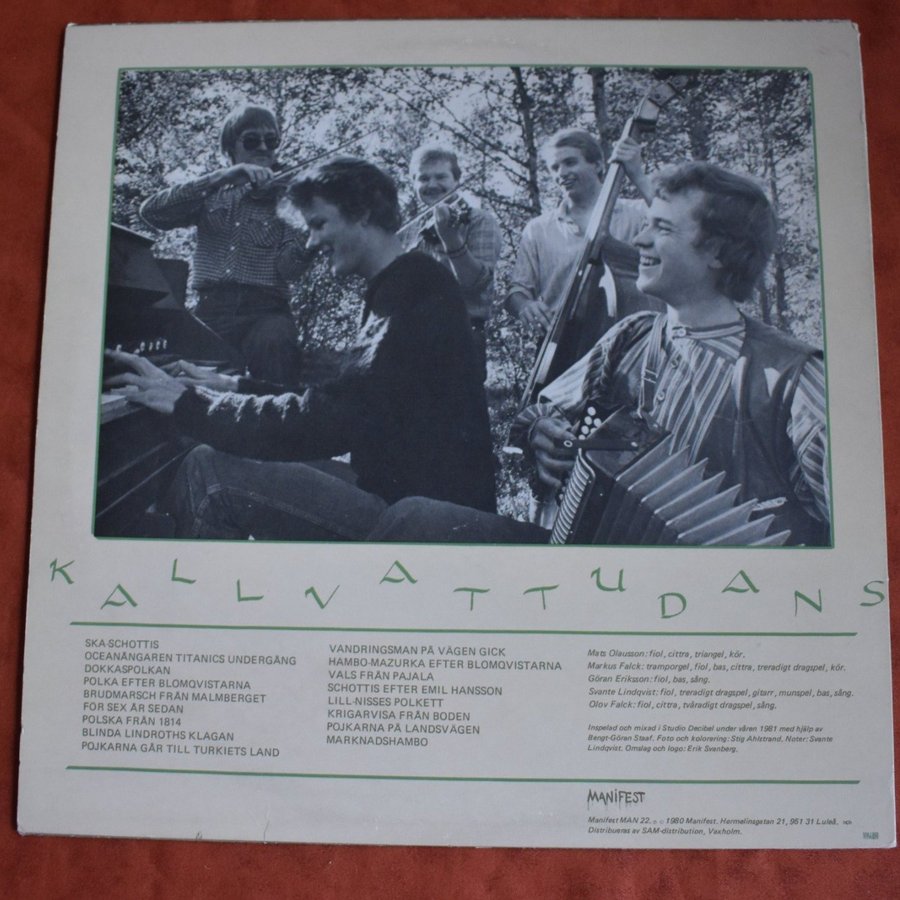 KALLVATTUDANS
SKA-SCHOTTIS
OCEANÅNGAREN TITANICS UNDERGÅNG
DOKKASPOLKAN
POLKA EFTER BLOMQVISTARNA
BRUDMARSCH FRÅN MALMBERGET
FÖR SEX ÅR SEDAN
POLSKA FRÅN 1814
BLINDA LINDROTHS KLAGAN
POJKARNA GÅR TILL TURKIETS LAND
VANDRINGSMAN PÅ VÄGEN GICK
HAMBO-MAZURKA EFTER BLOMQVISTARNA
VALS FRÅN PAJALA
SCHOTTIS EFTER EMIL HANSSON
LILL-NISSES POLKETT
KRIGARVISA FRÅN BODEN
POJKARNA PÅ LANDSVÄGEN
MARKNADSHAMBO
Mats Olausson: fiol, cittra, triangel, kör.
Markus Falck: tramporgel, fiol, bas, cittra, treradigt dragspel, kör.
Göran Eriksson: fiol, bas, sång.
Svante Lindqvist: fiol, treradigt dragspel, gitarr, munspel, bas, sång.
Olov Falck: fiol, cittra, tvåradigt dragspel, sång.
Inspelad och mixad i Studio Decibel under våren 1981 med hjälp av
Bengt-Göran Staaf. Foto och kolorering: Stig Ahlstrand. Noter: Svante
Lindqvist. Omslag och logo: Erik Svanberg.
MANIFEST
Manifest MAN 22. ℗ © 1980 Manifest. Hermelinsgatan 21, 951 31 Luleå. ncb
Distribueras av SAM-distribution, Vaxholm.